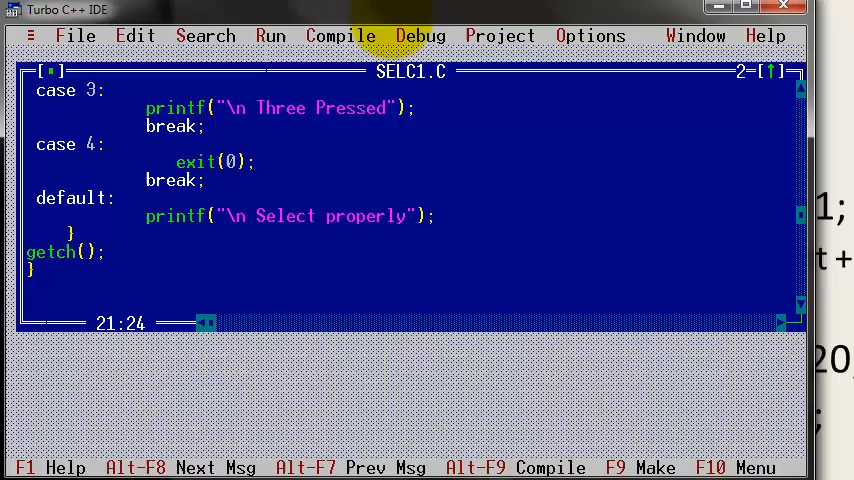 Turbo C++ IDE
≡ File Edit Search Run Compile Debug Project Options Window Help
[■] SELC1.C 2=[↑]
case 3:
printf("\n Three Pressed");
break;
case 4:
exit(0);
break;
default:
printf("\n Select properly");
}
getch();
}
21:24
1;
t +
20,
;
F1 Help Alt-F8 Next Msg Alt-F7 Prev Msg Alt-F9 Compile F9 Make F10 Menu